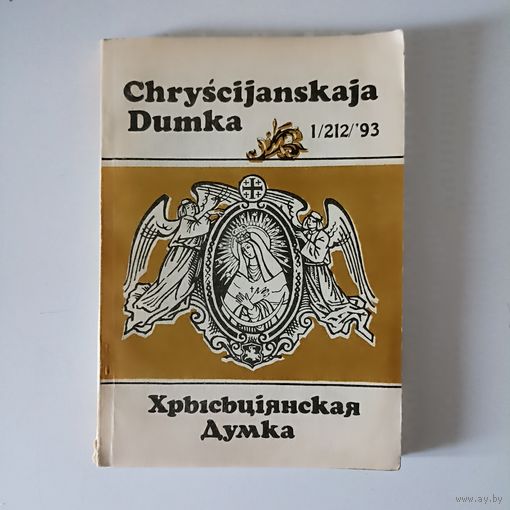 Chryścijanskaja
Dumka
1/212/'93
Хрысьціянская
Думка
www.ay.by